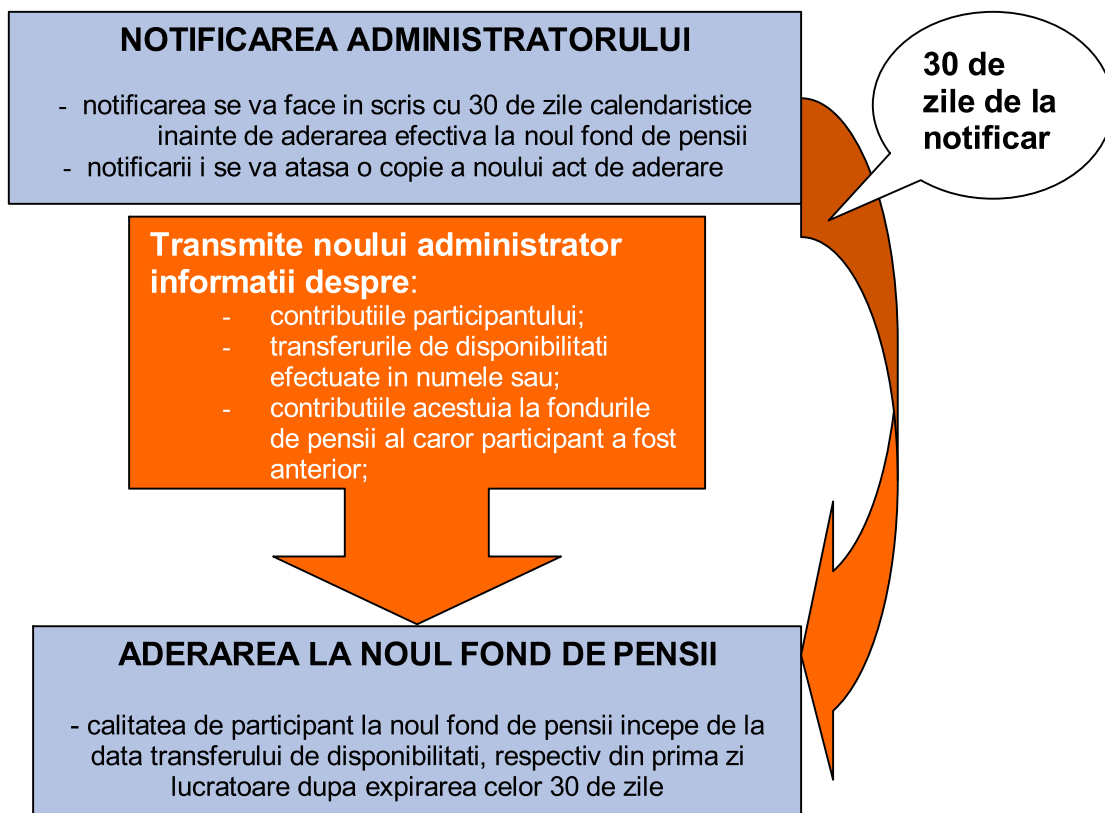 NOTIFICAREA ADMINISTRATORULUI
- notificarea se va face in scris cu 30 de zile calendaristice
inainte de aderarea efectiva la noul fond de pensii
- notificarii i se va atasa o copie a noului act de aderare
30 de
zile de la
notificar
Transmite noului administrator
informatii despre:
- contributiile participantului;
- transferurile de disponibilitati
efectuate in numele sau;
- contributiile acestuia la fondurile
de pensii al caror participant a fost
anterior;
ADERAREA LA NOUL FOND DE PENSII
- calitatea de participant la noul fond de pensii incepe de la
data transferului de disponibilitati, respectiv din prima zi
lucratoare dupa expirarea celor 30 de zile